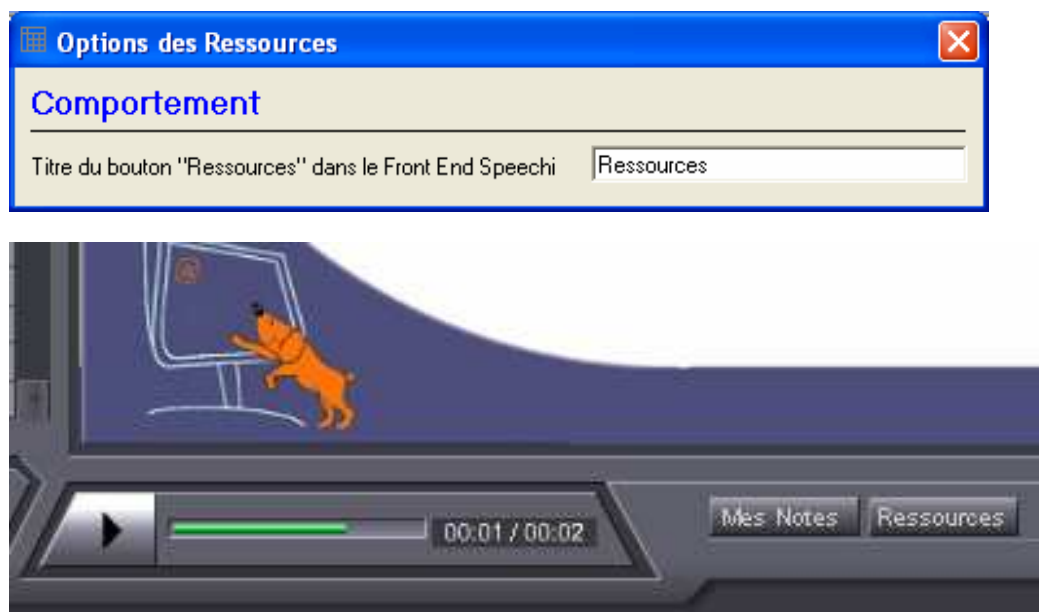 Options des Ressources
Comportement
Titre du bouton "Ressources" dans le Front End Speechi Ressources
00:01 / 00:02 Mes Notes Ressources